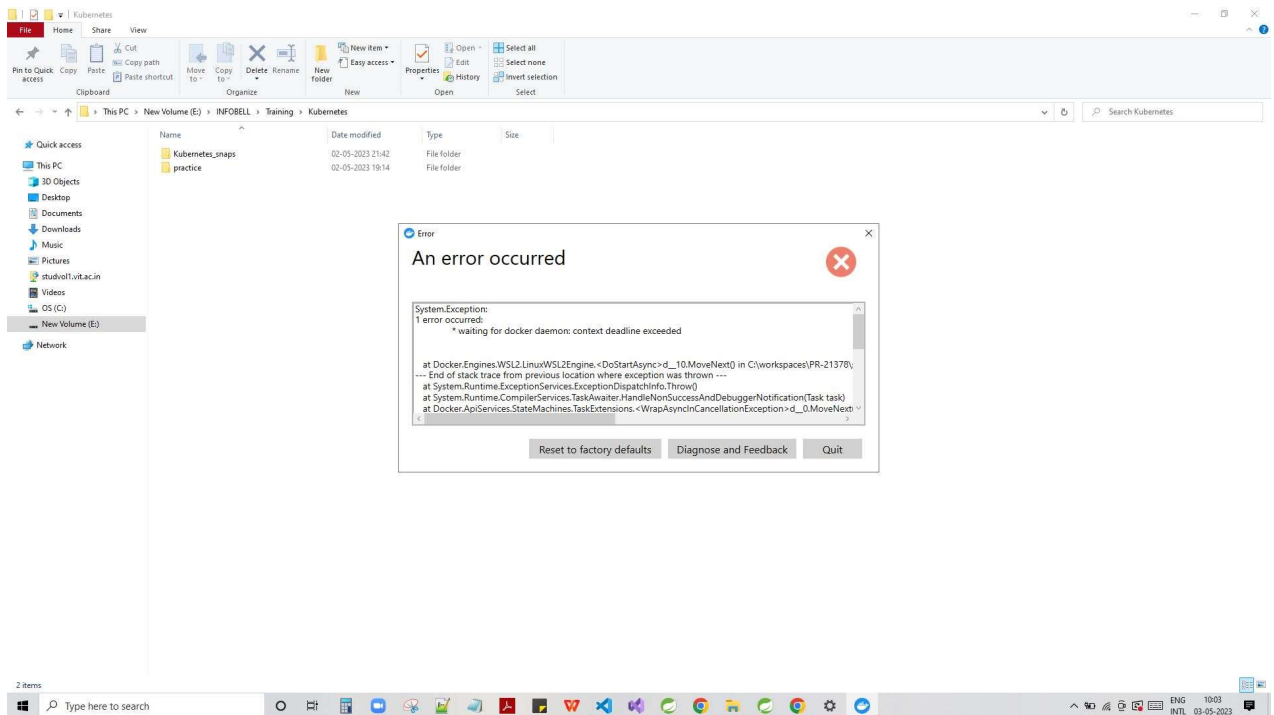 Kubernetes
File Home Share View
Pin to Quick access
Copy
Paste
Cut
Copy path
Paste shortcut
Move to
Copy to
Delete
Rename
New folder
New item
Easy access
Properties
Open
Edit
History
Select all
Select none
Invert selection
Clipboard Organize New Open Select
This PC › New Volume (E:) › INFOBELL › Training › Kubernetes
Search Kubernetes
Name Date modified Type Size
Kubernetes_snaps 02-05-2023 21:42 File folder
practice 02-05-2023 19:14 File folder
Quick access
This PC
3D Objects
Desktop
Documents
Downloads
Music
Pictures
studvol1.vit.ac.in
Videos
OS (C:)
New Volume (E:)
Network
Error
An error occurred
System.Exception:
1 error occurred:
* waiting for docker daemon: context deadline exceeded
at Docker.Engines.WSL2.LinuxWSL2Engine.<DoStartAsync>d__10.MoveNext() in C:\workspaces\PR-21378\
--- End of stack trace from previous location where exception was thrown ---
at System.Runtime.ExceptionServices.ExceptionDispatchInfo.Throw()
at System.Runtime.CompilerServices.TaskAwaiter.HandleNonSuccessAndDebuggerNotification(Task task)
at Docker.ApiServices.StateMachines.TaskExtensions.<WrapAsyncInCancellationException>d__0.MoveNext(
Reset to factory defaults Diagnose and Feedback Quit
2 items
Type here to search
ENG 10:03
INTL 03-05-2023